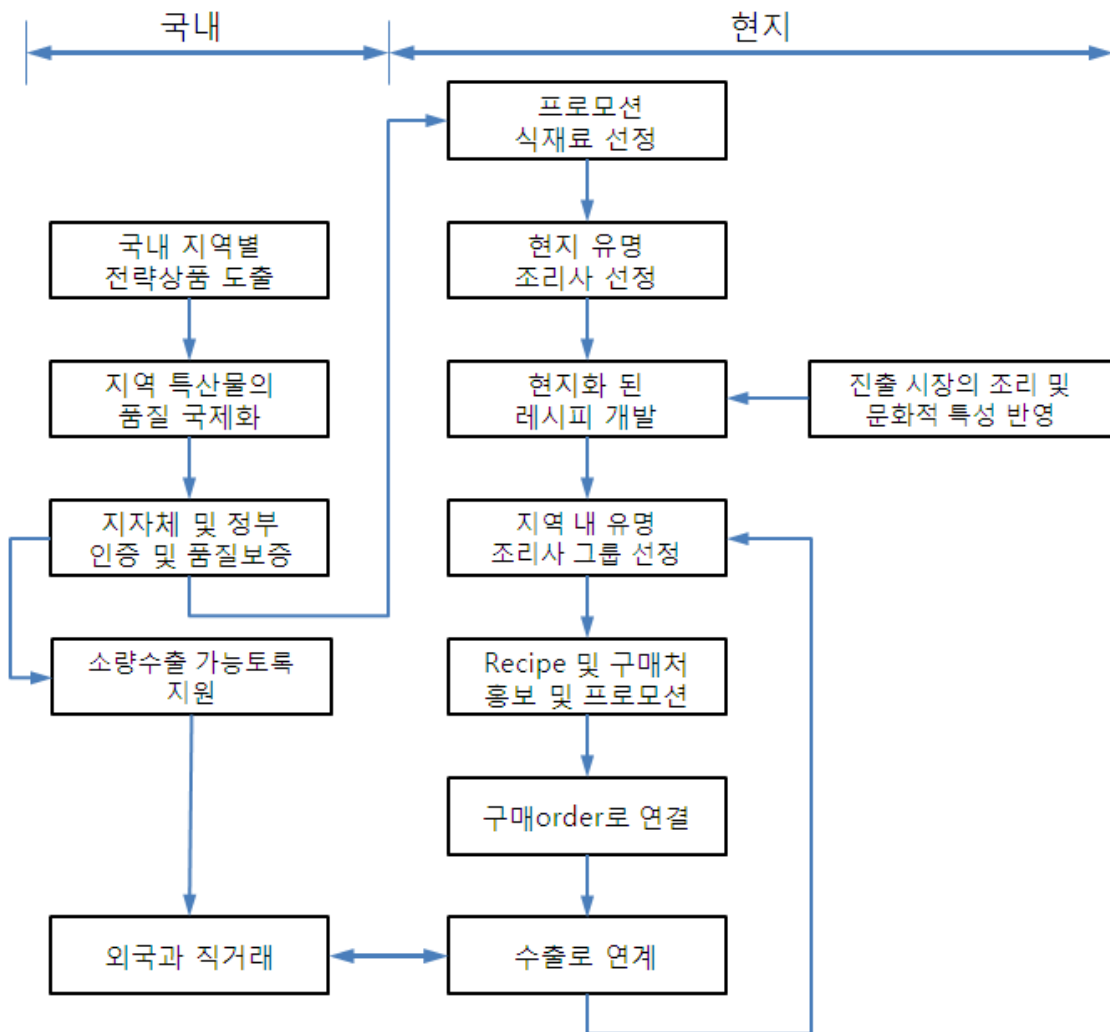 국내
현지
프로모션
식재료 선정
국내 지역별
전략상품 도출
현지 유명
조리사 선정
지역 특산물의
품질 국제화
현지화 된
레시피 개발
진출 시장의 조리 및
문화적 특성 반영
지자체 및 정부
인증 및 품질보증
지역 내 유명
조리사 그룹 선정
소량수출 가능토록
지원
Recipe 및 구매처
홍보 및 프로모션
구매order로 연결
외국과 직거래
수출로 연계